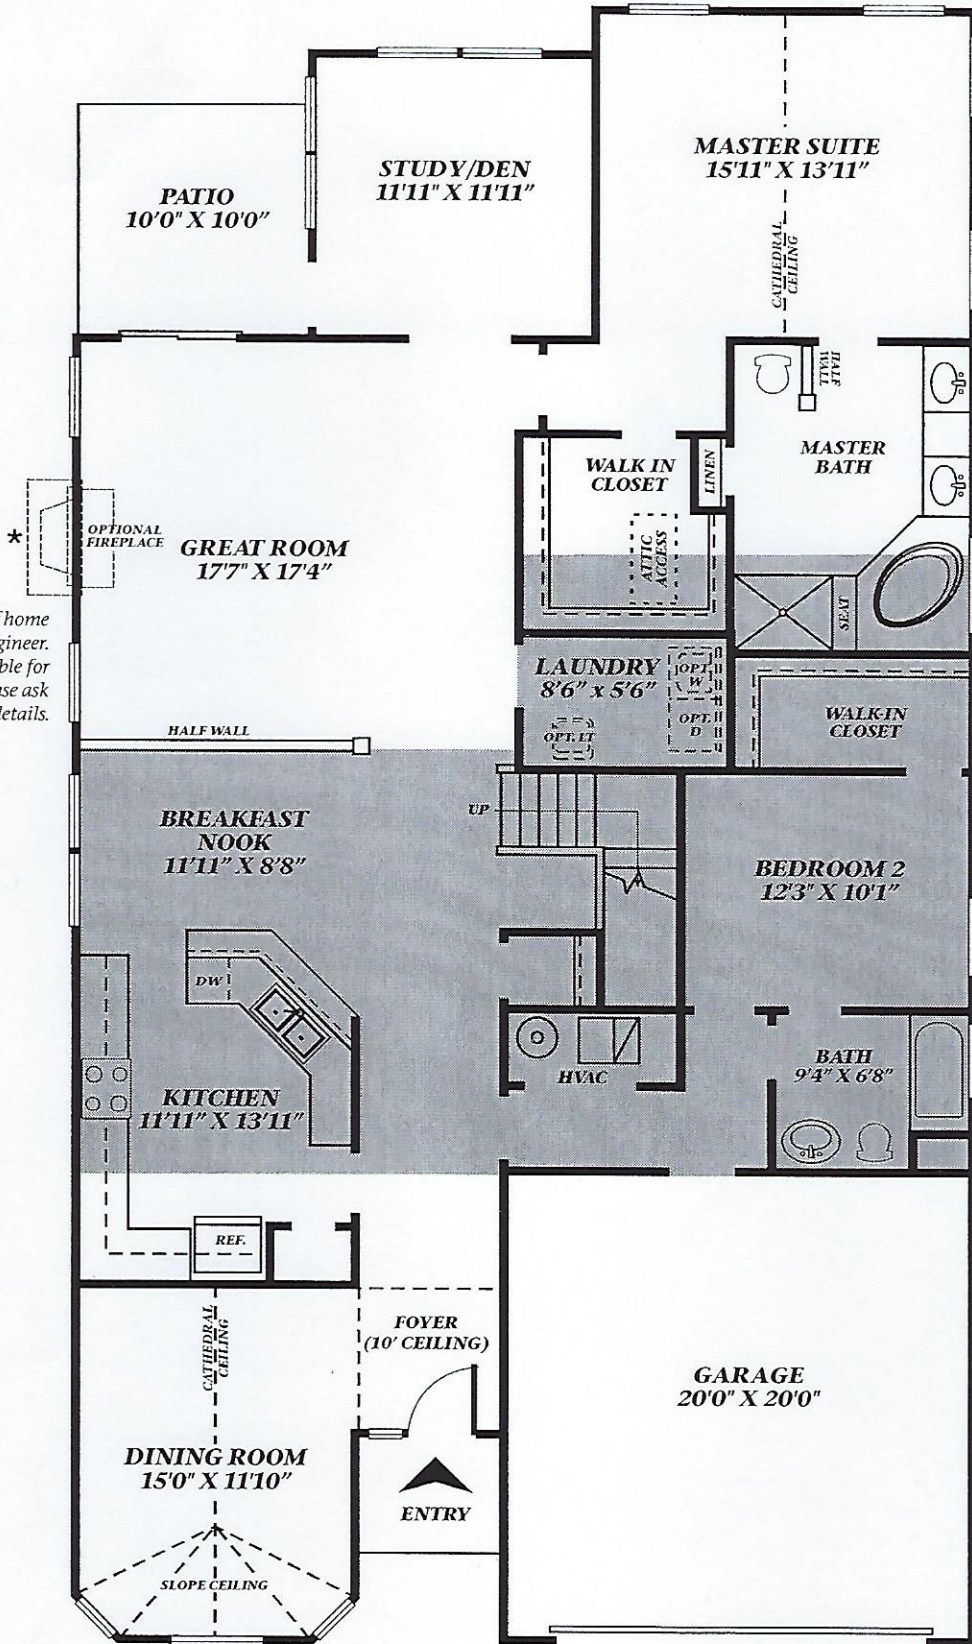 MASTER SUITE
15'11" X 13'11"
STUDY/DEN
11'11" X 11'11"
PATIO
10'0" X 10'0"
CATHEDRAL
CEILING
HALF
WALL
MASTER
BATH
WALK IN
CLOSET
LINEN
ATTIC
ACCESS
*
OPTIONAL
FIREPLACE
GREAT ROOM
17'7" X 17'4"
SEAT
home
gineer.
ble for
use ask
details.
LAUNDRY
8'6" x 5'6"
OPT.
W
OPT.
D
OPT. LT
WALK-IN
CLOSET
HALF WALL
UP
BREAKFAST
NOOK
11'11" X 8'8"
BEDROOM 2
12'3" X 10'1"
DW
HVAC
BATH
9'4" X 6'8"
KITCHEN
11'11" X 13'11"
REF.
CATHEDRAL
CEILING
FOYER
(10' CEILING)
GARAGE
20'0" X 20'0"
DINING ROOM
15'0" X 11'10"
ENTRY
SLOPE CEILING